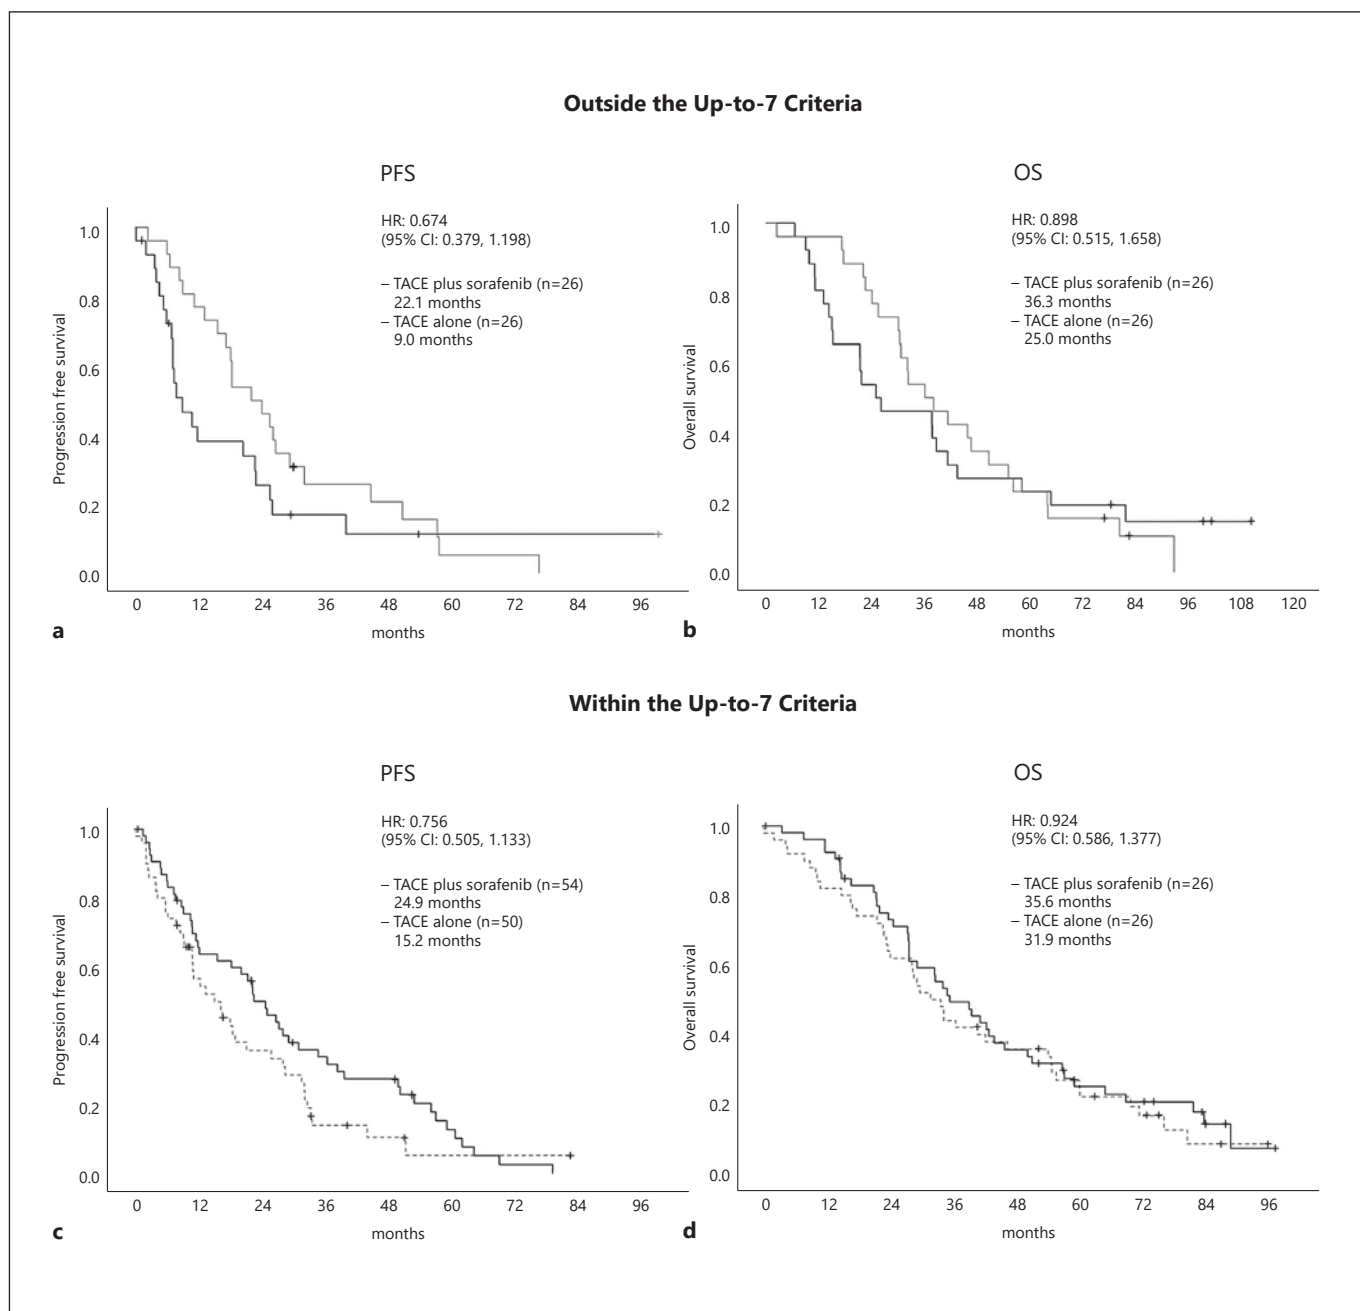 Outside the Up-to-7 Criteria
PFS
HR: 0.674
(95% CI: 0.379, 1.198)
– TACE plus sorafenib (n=26)
22.1 months
– TACE alone (n=26)
9.0 months
Progression free survival
1.0
0.8
0.6
0.4
0.2
0.0
0 12 24 36 48 60 72 84 96
months
a
OS
HR: 0.898
(95% CI: 0.515, 1.658)
– TACE plus sorafenib (n=26)
36.3 months
– TACE alone (n=26)
25.0 months
Overall survival
1.0
0.8
0.6
0.4
0.2
0.0
0 12 24 36 48 60 72 84 96 108 120
months
b
Within the Up-to-7 Criteria
PFS
HR: 0.756
(95% CI: 0.505, 1.133)
– TACE plus sorafenib (n=54)
24.9 months
– TACE alone (n=50)
15.2 months
Progression free survival
1.0
0.8
0.6
0.4
0.2
0.0
0 12 24 36 48 60 72 84 96
months
c
OS
HR: 0.924
(95% CI: 0.586, 1.377)
– TACE plus sorafenib (n=26)
35.6 months
– TACE alone (n=26)
31.9 months
Overall survival
1.0
0.8
0.6
0.4
0.2
0.0
0 12 24 36 48 60 72 84 96
months
d